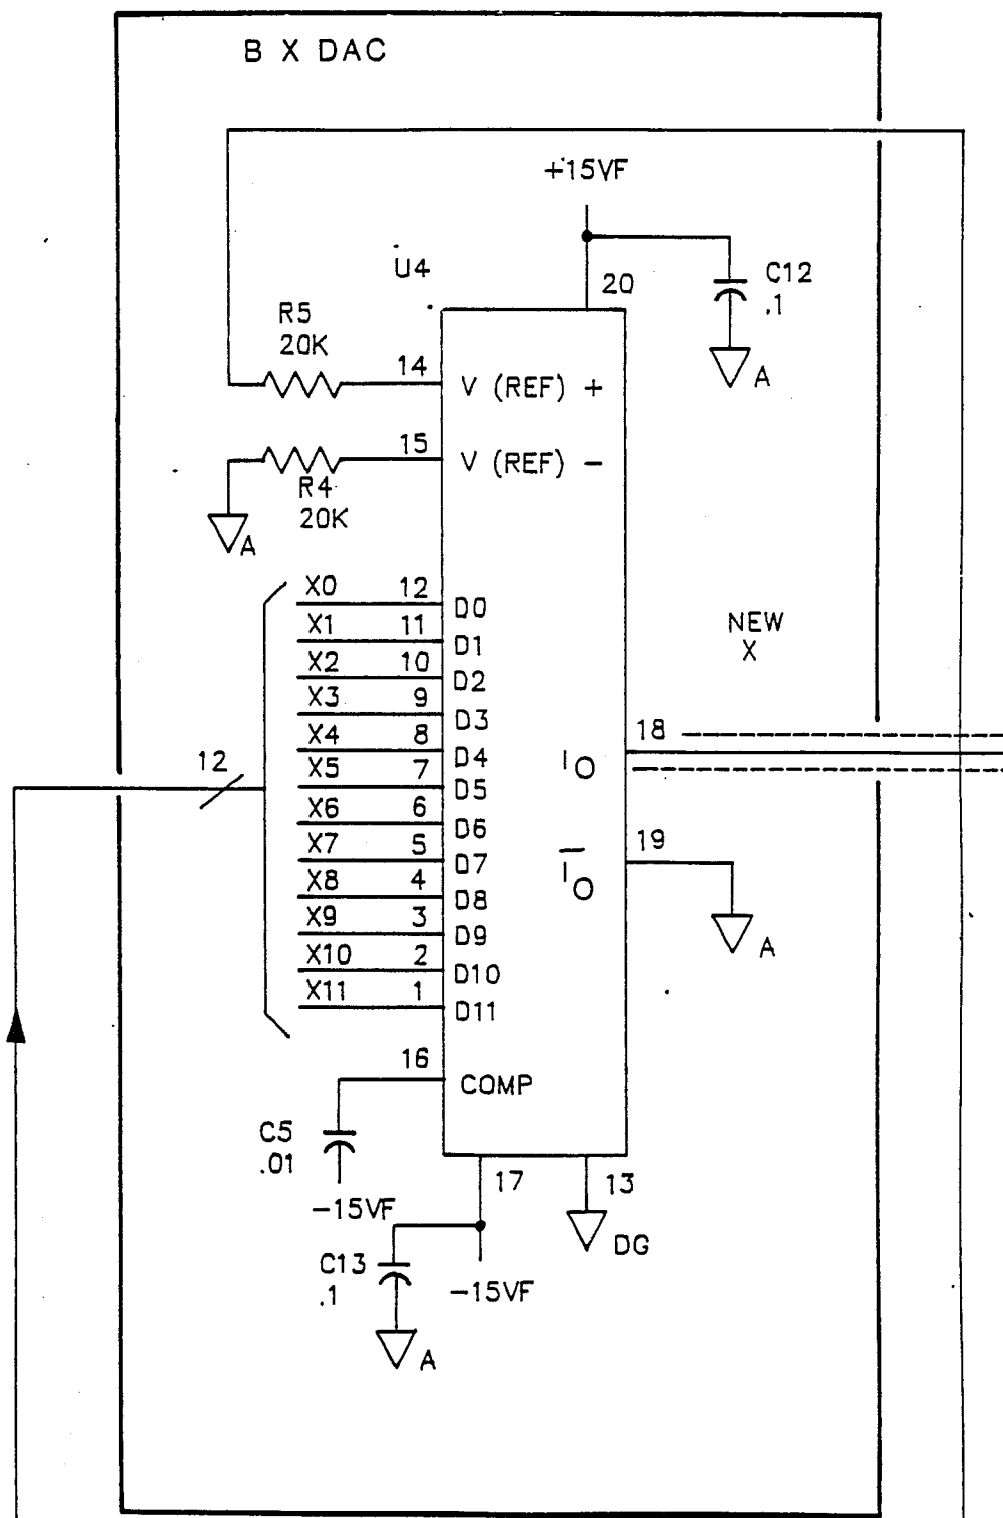 B X DAC
+15VF
U4
20
C12
.1
A
R5
20K
14
V (REF) +
15
V (REF) -
R4
20K
A
X0 12 D0
X1 11 D1
X2 10 D2
X3 9 D3
X4 8 D4
X5 7 D5
X6 6 D6
X7 5 D7
X8 4 D8
X9 3 D9
X10 2 D10
X11 1 D11
12
NEW
X
18
IO
19
IO
A
16
COMP
C5
.01
-15VF
17
13
DG
C13
.1
-15VF
A